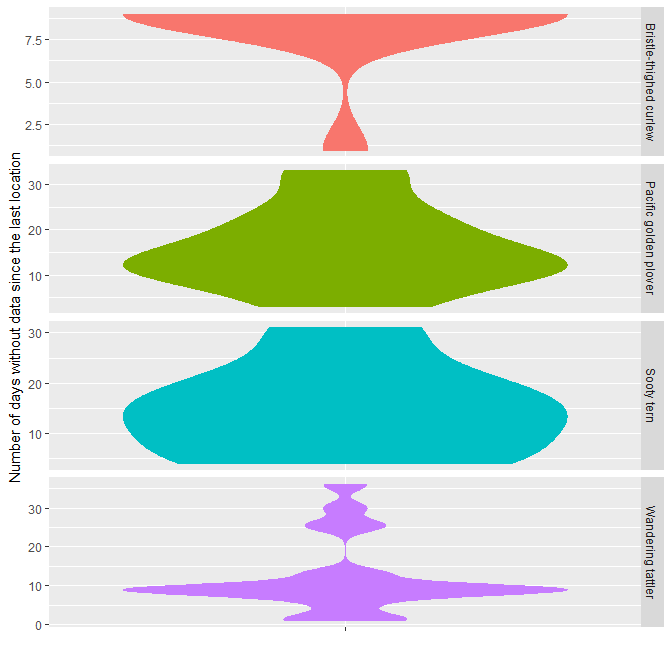 Number of days without data since the last location
7.5
5.0
2.5
Bristle-thighed curlew
30
20
10
Pacific golden plover
30
20
10
Sooty tern
30
20
10
0
Wandering tattler